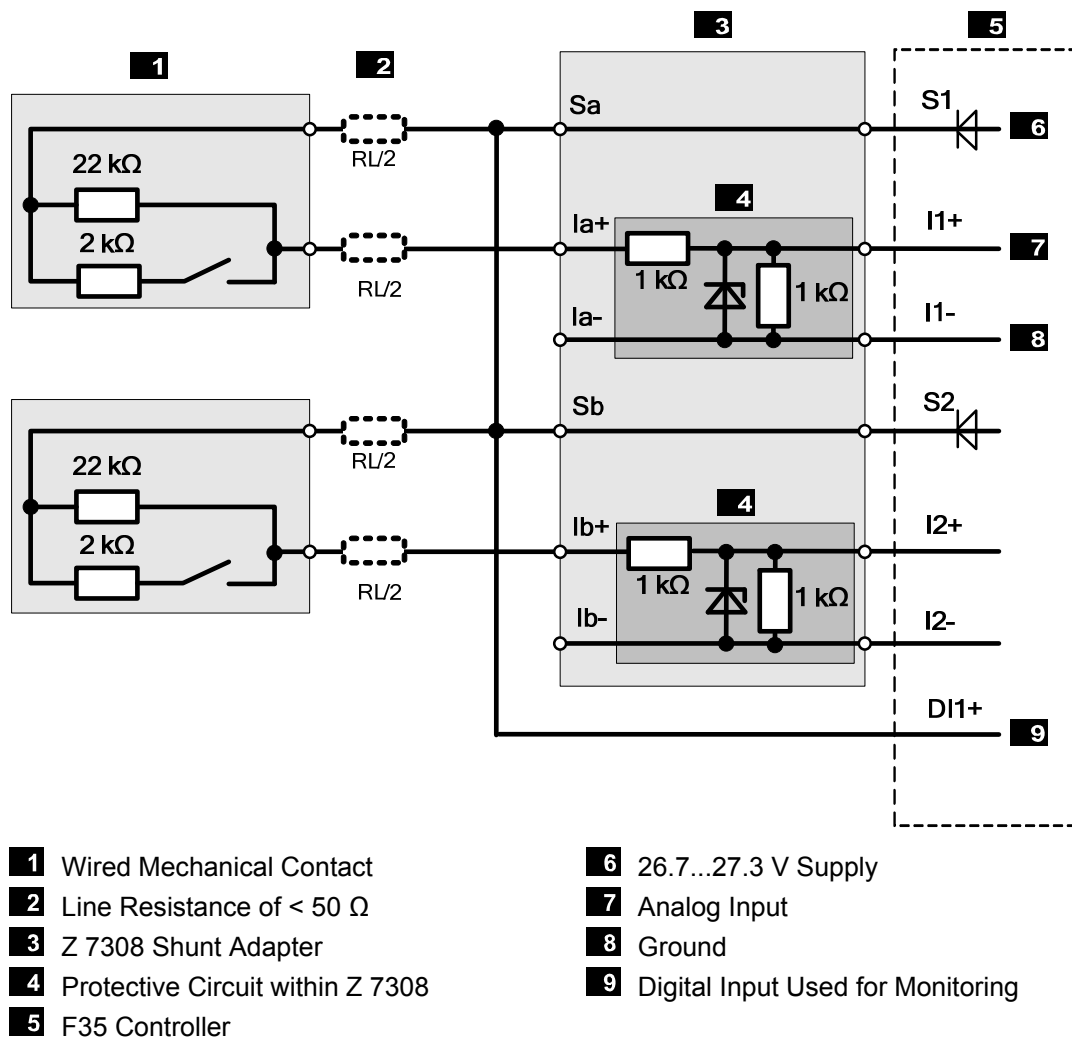 3
5
1
2
Sa
S1
6
RL/2
22 kΩ
4
2 kΩ
Ia+
I1+
7
1 kΩ
1 kΩ
RL/2
Ia-
I1-
8
Sb
S2
RL/2
22 kΩ
4
2 kΩ
Ib+
I2+
1 kΩ
1 kΩ
RL/2
Ib-
I2-
DI1+
9
1 Wired Mechanical Contact
2 Line Resistance of < 50 Ω
3 Z 7308 Shunt Adapter
4 Protective Circuit within Z 7308
5 F35 Controller
6 26.7...27.3 V Supply
7 Analog Input
8 Ground
9 Digital Input Used for Monitoring